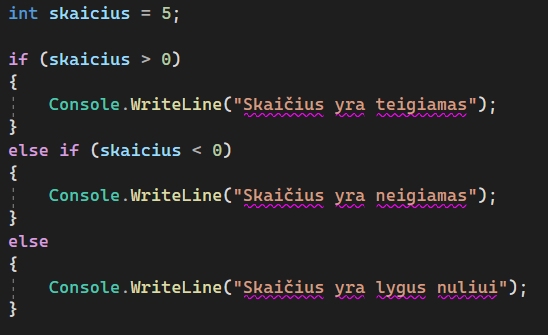 int skaicius = 5;
if (skaicius > 0)
{
Console.WriteLine("Skaičius yra teigiamas");
}
else if (skaicius < 0)
{
Console.WriteLine("Skaičius yra neigiamas");
}
else
{
Console.WriteLine("Skaičius yra lygus nuliui");
}